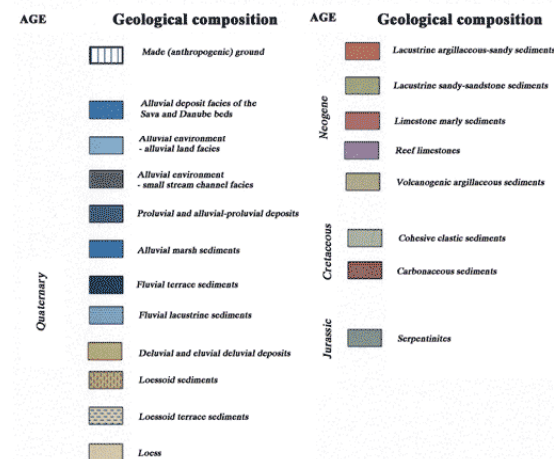 AGE
Geological composition
Made (anthropogenic) ground
Alluvial deposit facies of the
Sava and Danube beds
Alluvial environment
- alluvial land facies
Alluvial environment
- small stream channel facies
Proluvial and alluvial-proluvial deposits
Alluvial marsh sediments
Fluvial terrace sediments
Fluvial lacustrine sediments
Deluvial and eluvial deluvial deposits
Loessoid sediments
Loessoid terrace sediments
Loess
Quaternary
AGE
Geological composition
Lacustrine argillaceous-sandy sediments
Lacustrine sandy-sandstone sediments
Limestone marly sediments
Reef limestones
Volcanogenic argillaceous sediments
Neogene
Cohesive clastic sediments
Carbonaceous sediments
Cretaceous
Serpentinites
Jurassic